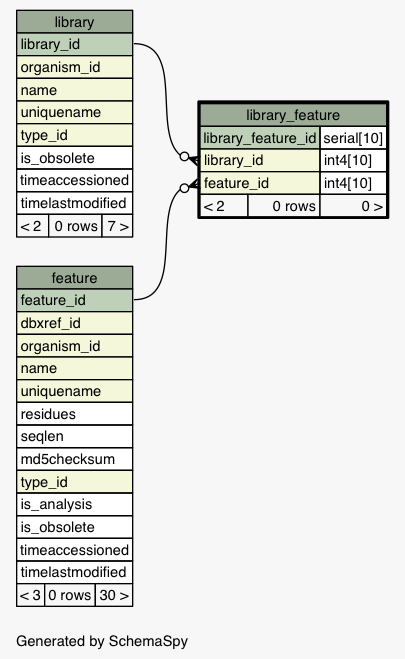 library
library_id
organism_id
name
uniquename
type_id
is_obsolete
timeaccessioned
timelastmodified
< 2 0 rows 7 >
library_feature
library_feature_id serial[10]
library_id int4[10]
feature_id int4[10]
< 2 0 rows 0 >
feature
feature_id
dbxref_id
organism_id
name
uniquename
residues
seqlen
md5checksum
type_id
is_analysis
is_obsolete
timeaccessioned
timelastmodified
< 3 0 rows 30 >
Generated by SchemaSpy